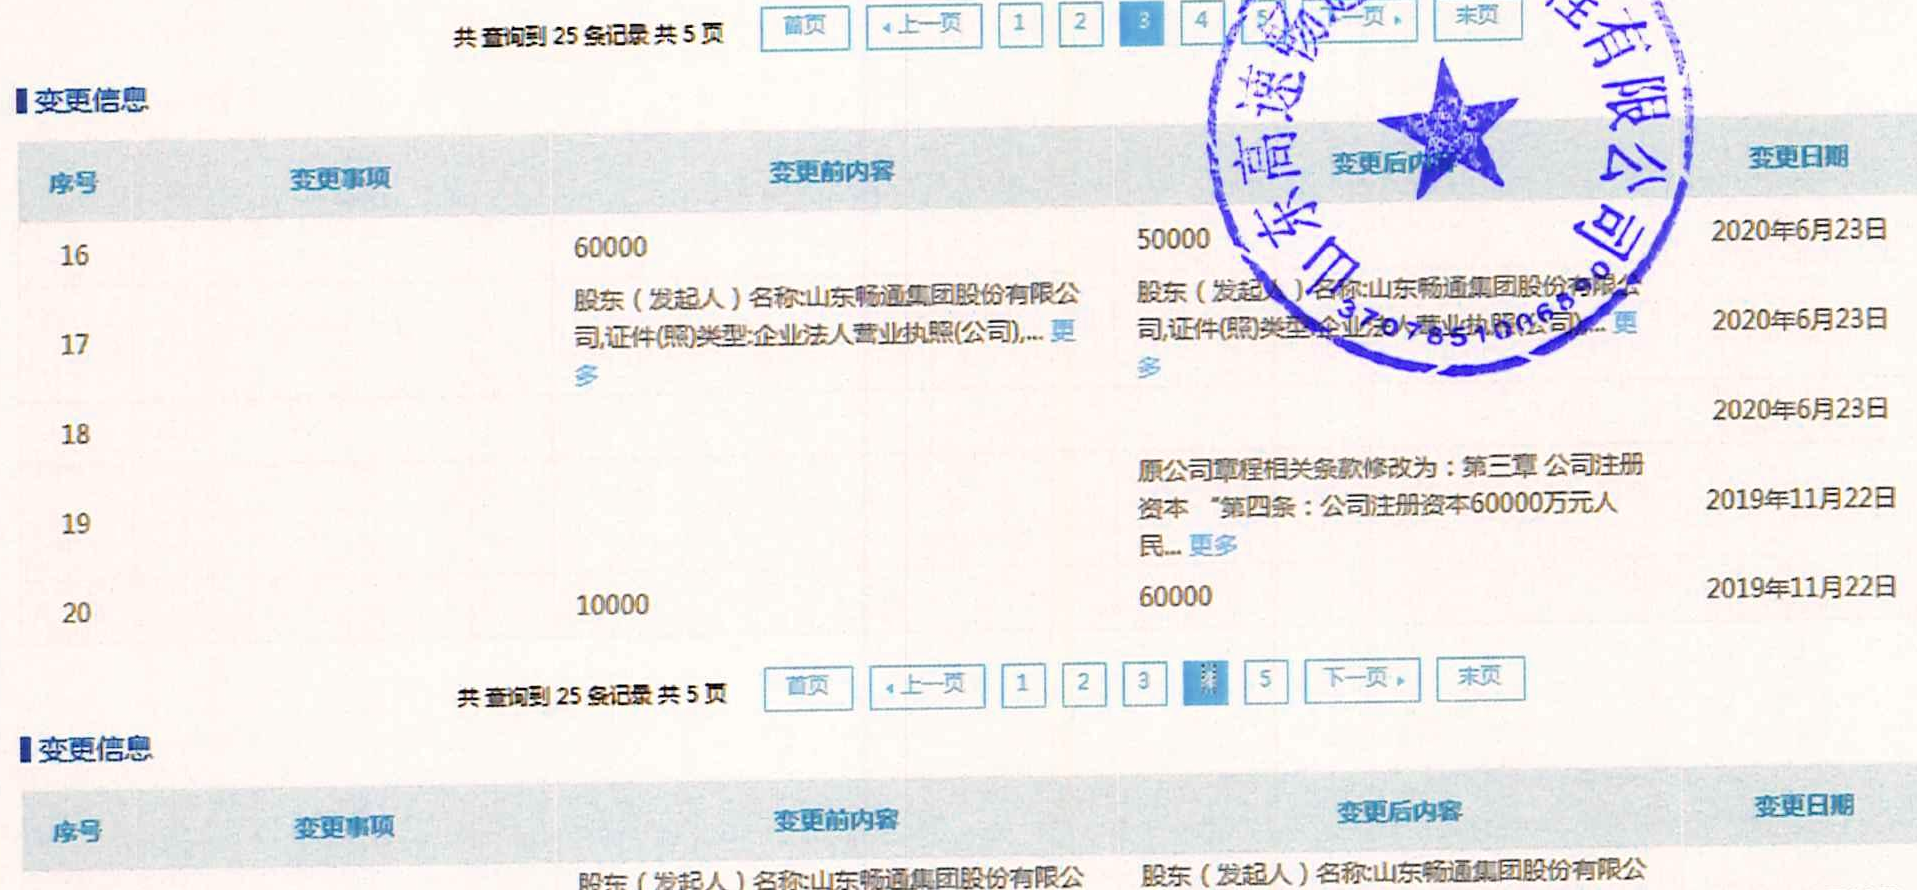 共 查询到 25 条记录 共 5 页 首页 上一页 1 2 3 4 5 下一页 末页
变更信息
序号 变更事项 变更前内容 变更后内容 变更日期
16 60000 50000 2020年6月23日
17 股东（发起人）名称:山东畅通集团股份有限公 股东（发起人）名称:山东畅通集团股份有限公 2020年6月23日
司,证件(照)类型:企业法人营业执照(公司),... 更 司,证件(照)类型:企业法人营业执照(公司),... 更
多 多
18 2020年6月23日
19 原公司章程相关条款修改为：第三章 公司注册 2019年11月22日
资本 “第四条：公司注册资本60000万元人
民... 更多
20 10000 60000 2019年11月22日
共 查询到 25 条记录 共 5 页 首页 上一页 1 2 3 4 5 下一页 末页
变更信息
序号 变更事项 变更前内容 变更后内容 变更日期
股东（发起人）名称:山东畅通集团股份有限公 股东（发起人）名称:山东畅通集团股份有限公
山东高速畅通
任有限公司